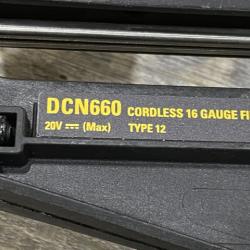 DCN660 CORDLESS 16 GAUGE FI
20V ⎓ (Max) TYPE 12